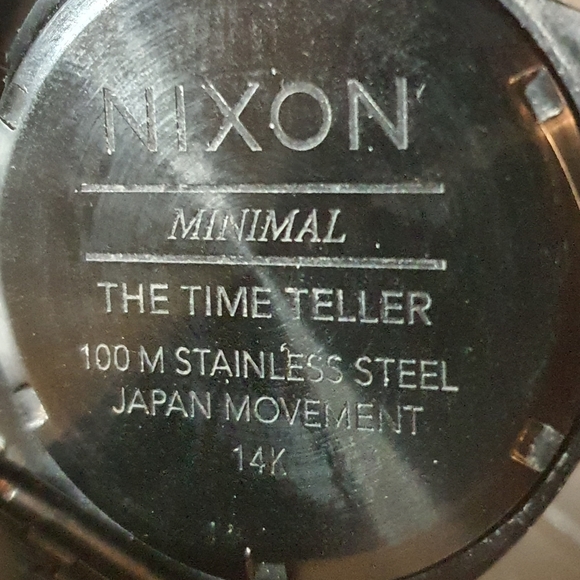 NIXON
MINIMAL
THE TIME TELLER
100 M STAINLESS STEEL
JAPAN MOVEMENT
14K